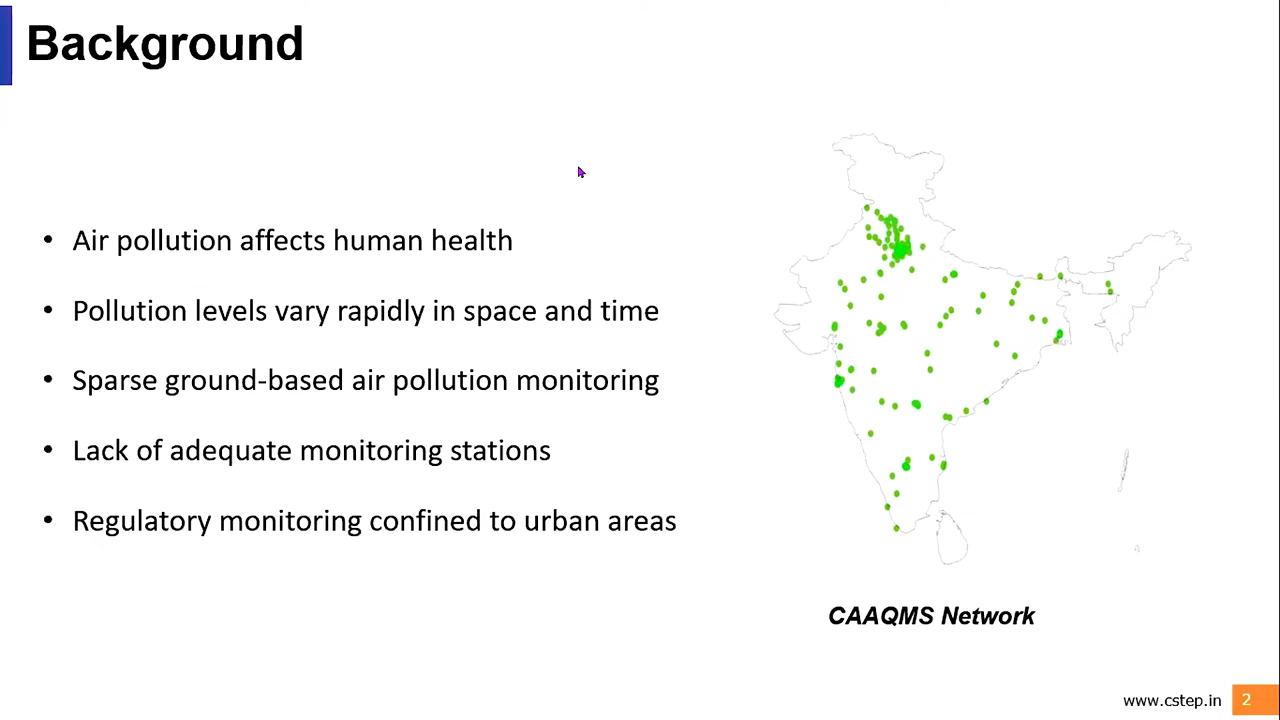 Background
• Air pollution affects human health
• Pollution levels vary rapidly in space and time
• Sparse ground-based air pollution monitoring
• Lack of adequate monitoring stations
• Regulatory monitoring confined to urban areas
CAAQMS Network
www.cstep.in 2